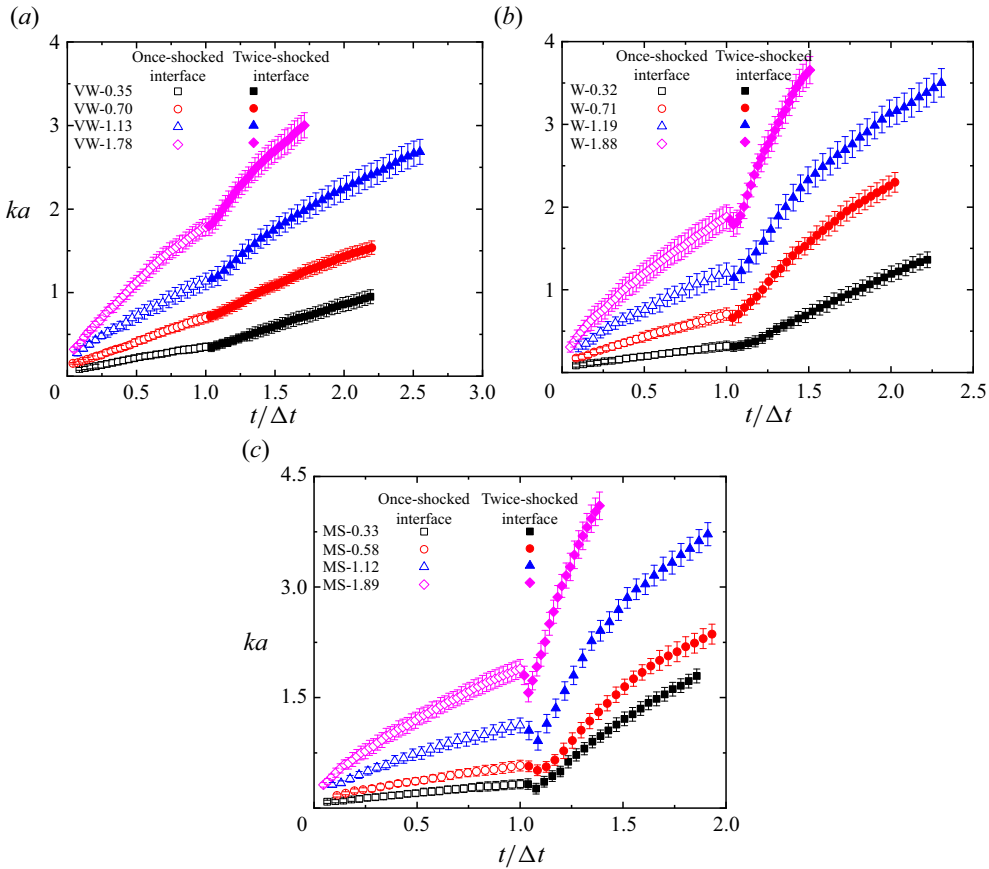 (a)
4
3
2
1
0
0.5
1.0
1.5
2.0
2.5
3.0
ka
t/Δt
Once-shocked interface
Twice-shocked interface
VW-0.35
VW-0.70
VW-1.13
VW-1.78
(b)
4
3
2
1
0
0.5
1.0
1.5
2.0
2.5
t/Δt
Once-shocked interface
Twice-shocked interface
W-0.32
W-0.71
W-1.19
W-1.88
(c)
4.5
3.0
1.5
0
0.5
1.0
1.5
2.0
ka
t/Δt
Once-shocked interface
Twice-shocked interface
MS-0.33
MS-0.58
MS-1.12
MS-1.89